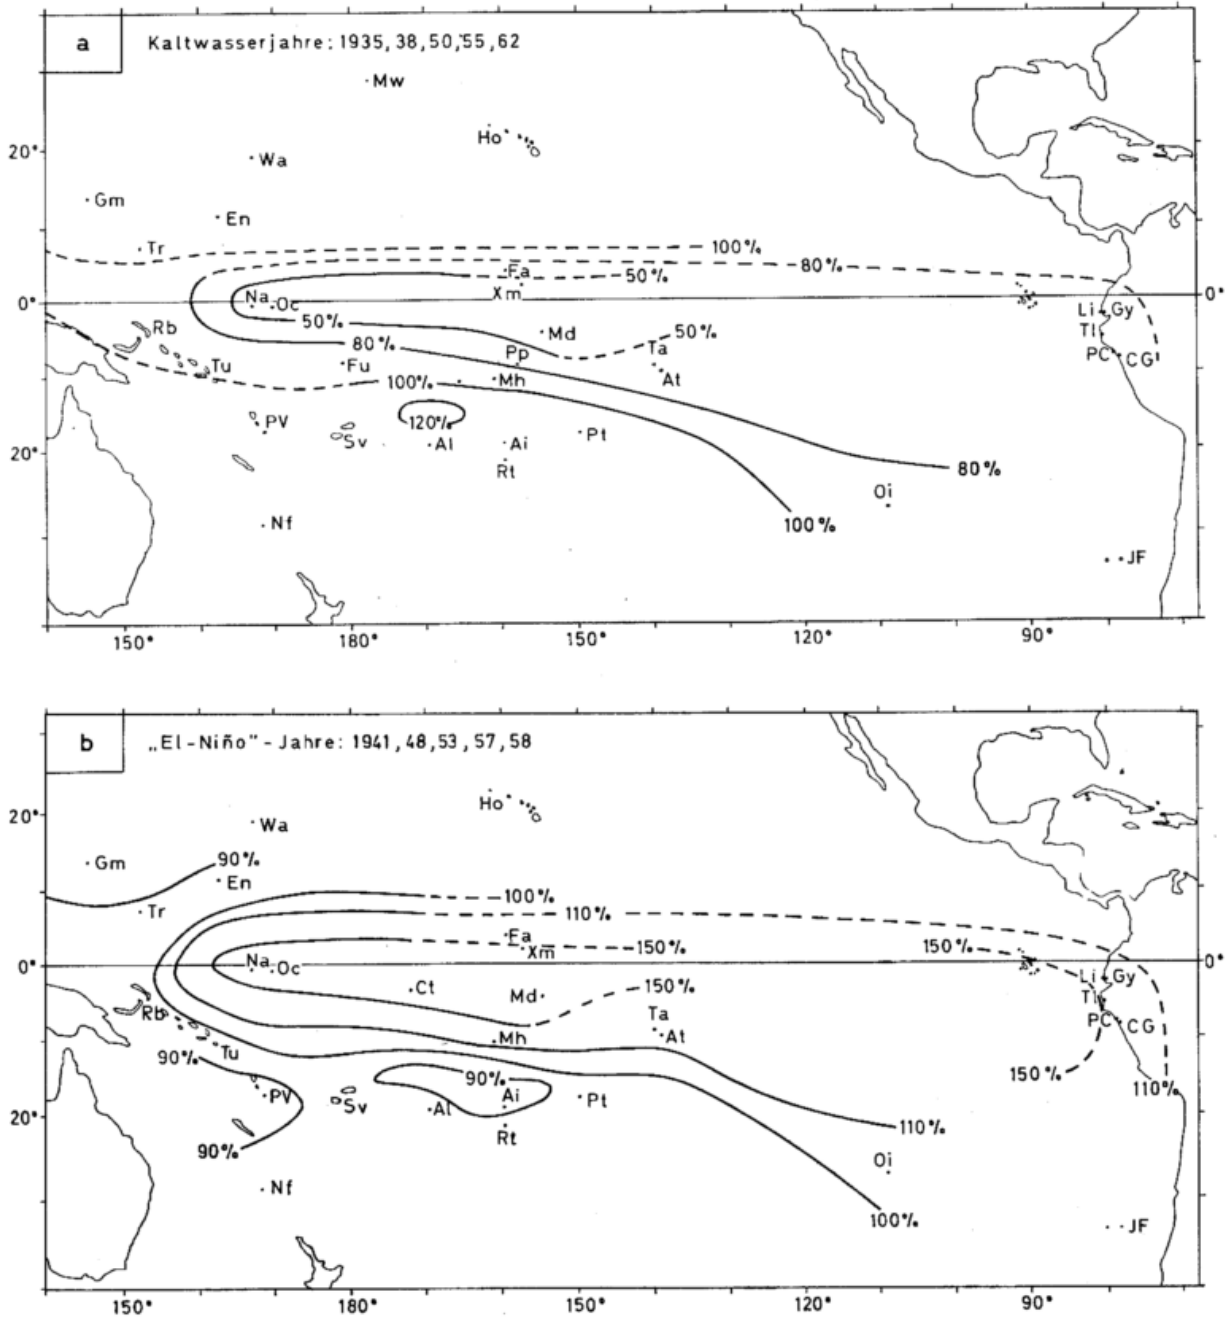 a
Kaltwasserjahre: 1935, 38, 50, 55, 62
Mw
Ho
20°
Wa
Gm
En
Tr
100%
Fa 50% 80%
Xm
0° Na Oc 0°
Rb 50% Md 50% Li Gy
80% Tl
Pp Ta PC CG
Tu Fu
100% Mh At
120%
PV Sv Al Ai Pt
20° 80%
Rt
Oi
Nf 100%
JF
150° 180° 150° 120° 90°
b
„El-Niño"-Jahre: 1941, 48, 53, 57, 58
Ho
20° Wa
Gm 90%
En 100%
Tr 110%
Fa
Xm 150% 150%
0° Na Oc 0°
Ct Md 150% Li Gy
Rb Ta Tl
PC CG
Tu Mh At
90%
90% 150%
PV Sv Al Ai Pt 110%
20°
Rt 110%
90%
Oi
Nf
100% JF
150° 180° 150° 120° 90°